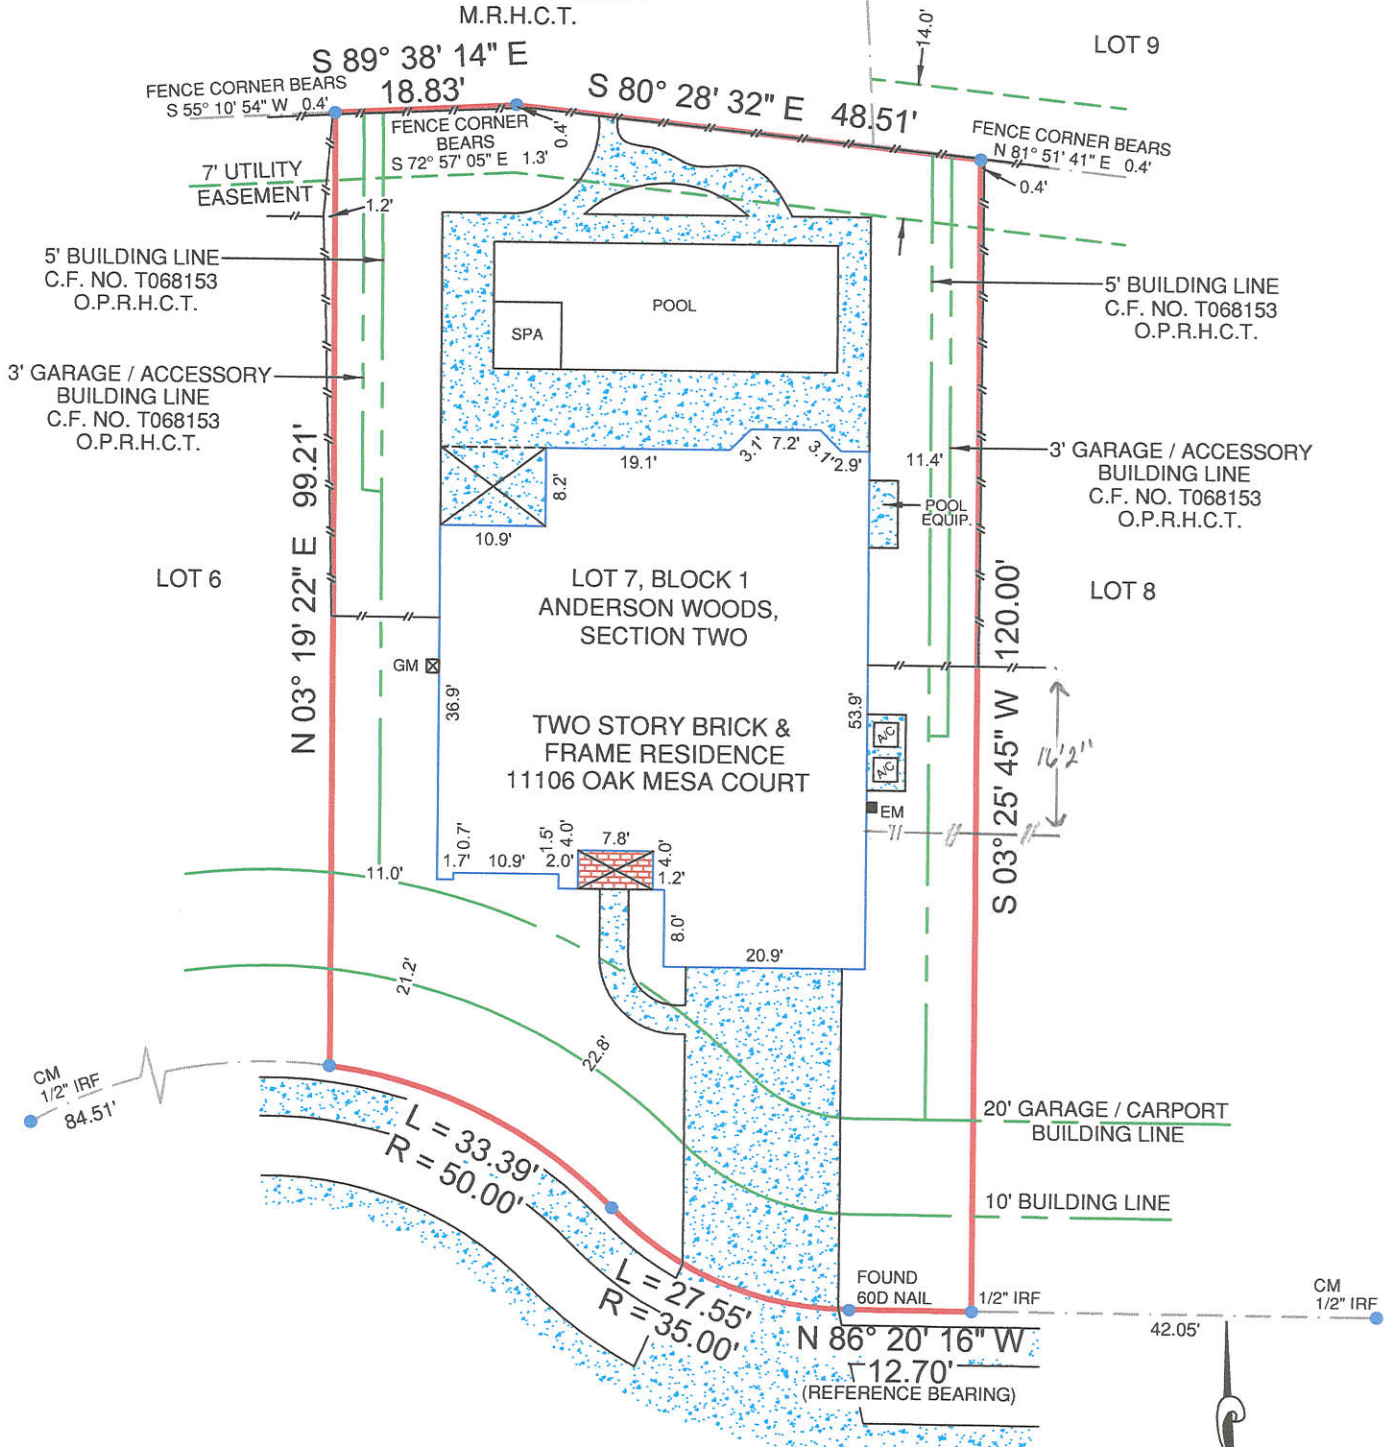 M.R.H.C.T.
S 89° 38' 14" E
18.83'
FENCE CORNER BEARS
S 55° 10' 54" W 0.4'
S 80° 28' 32" E 48.51'
14.0'
LOT 9
FENCE CORNER
BEARS
S 72° 57' 05" E 1.3'
0.4'
FENCE CORNER BEARS
N 81° 51' 41" E 0.4'
0.4'
7' UTILITY
EASEMENT
1.2'
5' BUILDING LINE
C.F. NO. T068153
O.P.R.H.C.T.
5' BUILDING LINE
C.F. NO. T068153
O.P.R.H.C.T.
POOL
SPA
3' GARAGE / ACCESSORY
BUILDING LINE
C.F. NO. T068153
O.P.R.H.C.T.
3' GARAGE / ACCESSORY
BUILDING LINE
C.F. NO. T068153
O.P.R.H.C.T.
19.1'
3.1'
7.2'
3.1'
2.9'
11.4'
8.2'
10.9'
POOL
EQUIP.
N 03° 19' 22" E 99.21'
LOT 6
LOT 7, BLOCK 1
ANDERSON WOODS,
SECTION TWO
LOT 8
S 03° 25' 45" W 120.00'
GM
36.9'
53.9'
TWO STORY BRICK &
FRAME RESIDENCE
11106 OAK MESA COURT
A/C
A/C
16'2"
EM
0.7'
1.7'
10.9'
1.5'
2.0'
4.0'
7.8'
4.0'
1.2'
11.0'
8.0'
20.9'
21.2'
22.8'
CM
1/2" IRF
84.51'
L = 33.39'
R = 50.00'
20' GARAGE / CARPORT
BUILDING LINE
10' BUILDING LINE
L = 27.55'
R = 35.00'
FOUND
60D NAIL
1/2" IRF
CM
1/2" IRF
42.05'
N 86° 20' 16" W
12.70'
(REFERENCE BEARING)